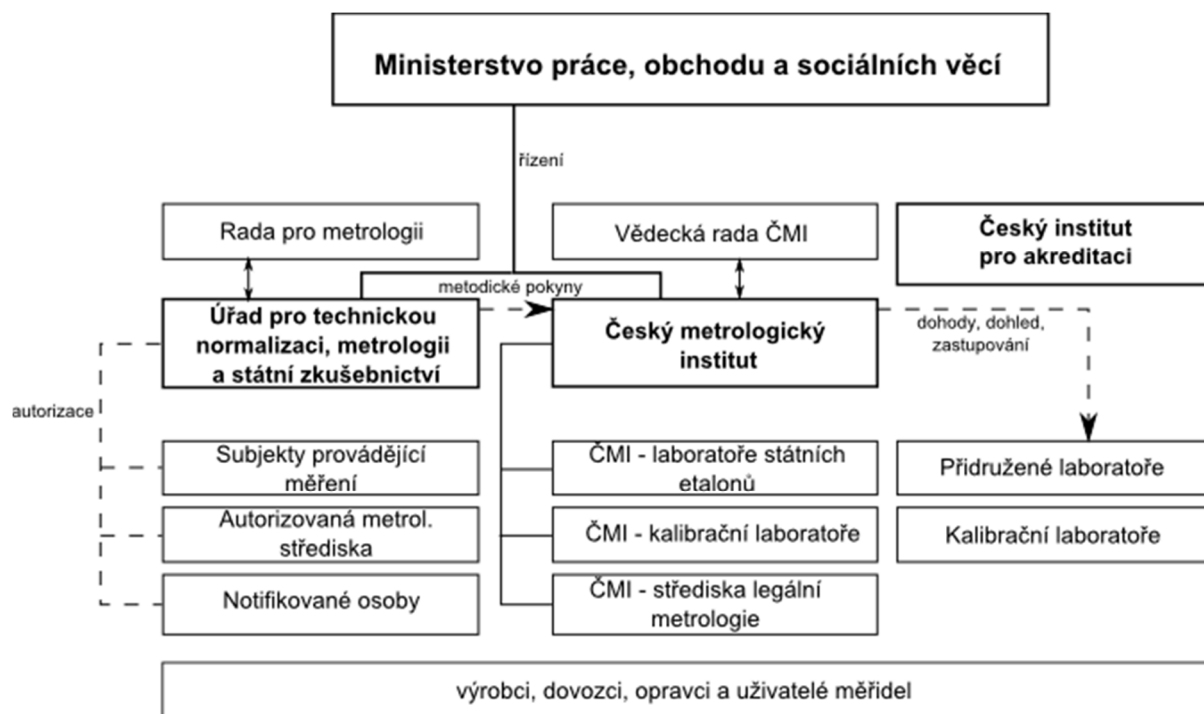 Ministerstvo práce, obchodu a sociálních věcí
řízení
Rada pro metrologii
Vědecká rada ČMI
Český institut
pro akreditaci
metodické pokyny
Úřad pro technickou
normalizaci, metrologii
a státní zkušebnictví
Český metrologický
institut
dohody, dohled,
zastupování
autorizace
Subjekty provádějící
měření
ČMI - laboratoře státních
etalonů
Přidružené laboratoře
Autorizovaná metrol.
střediska
ČMI - kalibrační laboratoře
Kalibrační laboratoře
Notifikované osoby
ČMI - střediska legální
metrologie
výrobci, dovozci, opravci a uživatelé měřidel